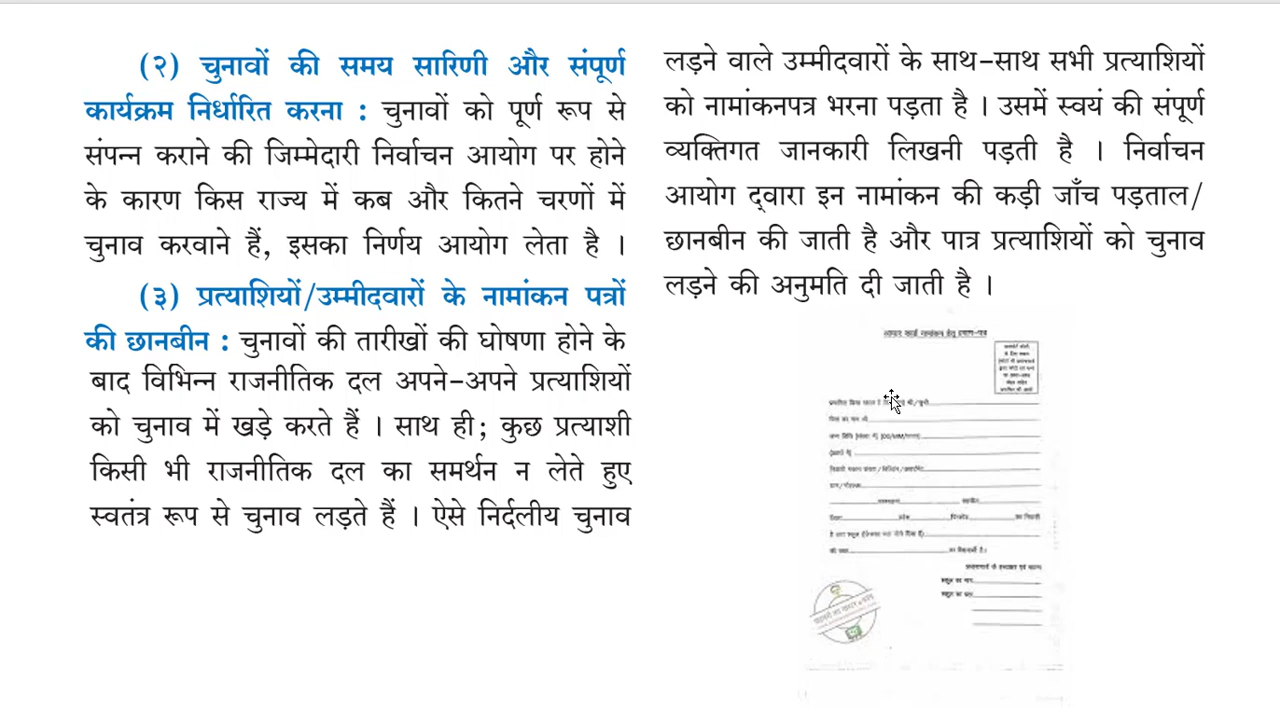 (२) चुनावों की समय सारिणी और संपूर्ण
कार्यक्रम निर्धारित करना : चुनावों को पूर्ण रूप से
संपन्न कराने की जिम्मेदारी निर्वाचन आयोग पर होने
के कारण किस राज्य में कब और कितने चरणों में
चुनाव करवाने हैं, इसका निर्णय आयोग लेता है ।
(३) प्रत्याशियों/उम्मीदवारों के नामांकन पत्रों
की छानबीन : चुनावों की तारीखों की घोषणा होने के
बाद विभिन्न राजनीतिक दल अपने-अपने प्रत्याशियों
को चुनाव में खड़े करते हैं । साथ ही; कुछ प्रत्याशी
किसी भी राजनीतिक दल का समर्थन न लेते हुए
स्वतंत्र रूप से चुनाव लड़ते हैं । ऐसे निर्दलीय चुनाव
लड़ने वाले उम्मीदवारों के साथ-साथ सभी प्रत्याशियों
को नामांकनपत्र भरना पड़ता है । उसमें स्वयं की संपूर्ण
व्यक्तिगत जानकारी लिखनी पड़ती है । निर्वाचन
आयोग द्वारा इन नामांकन की कड़ी जाँच पड़ताल/
छानबीन की जाती है और पात्र प्रत्याशियों को चुनाव
लड़ने की अनुमति दी जाती है ।
(DD/MM/YYYY)